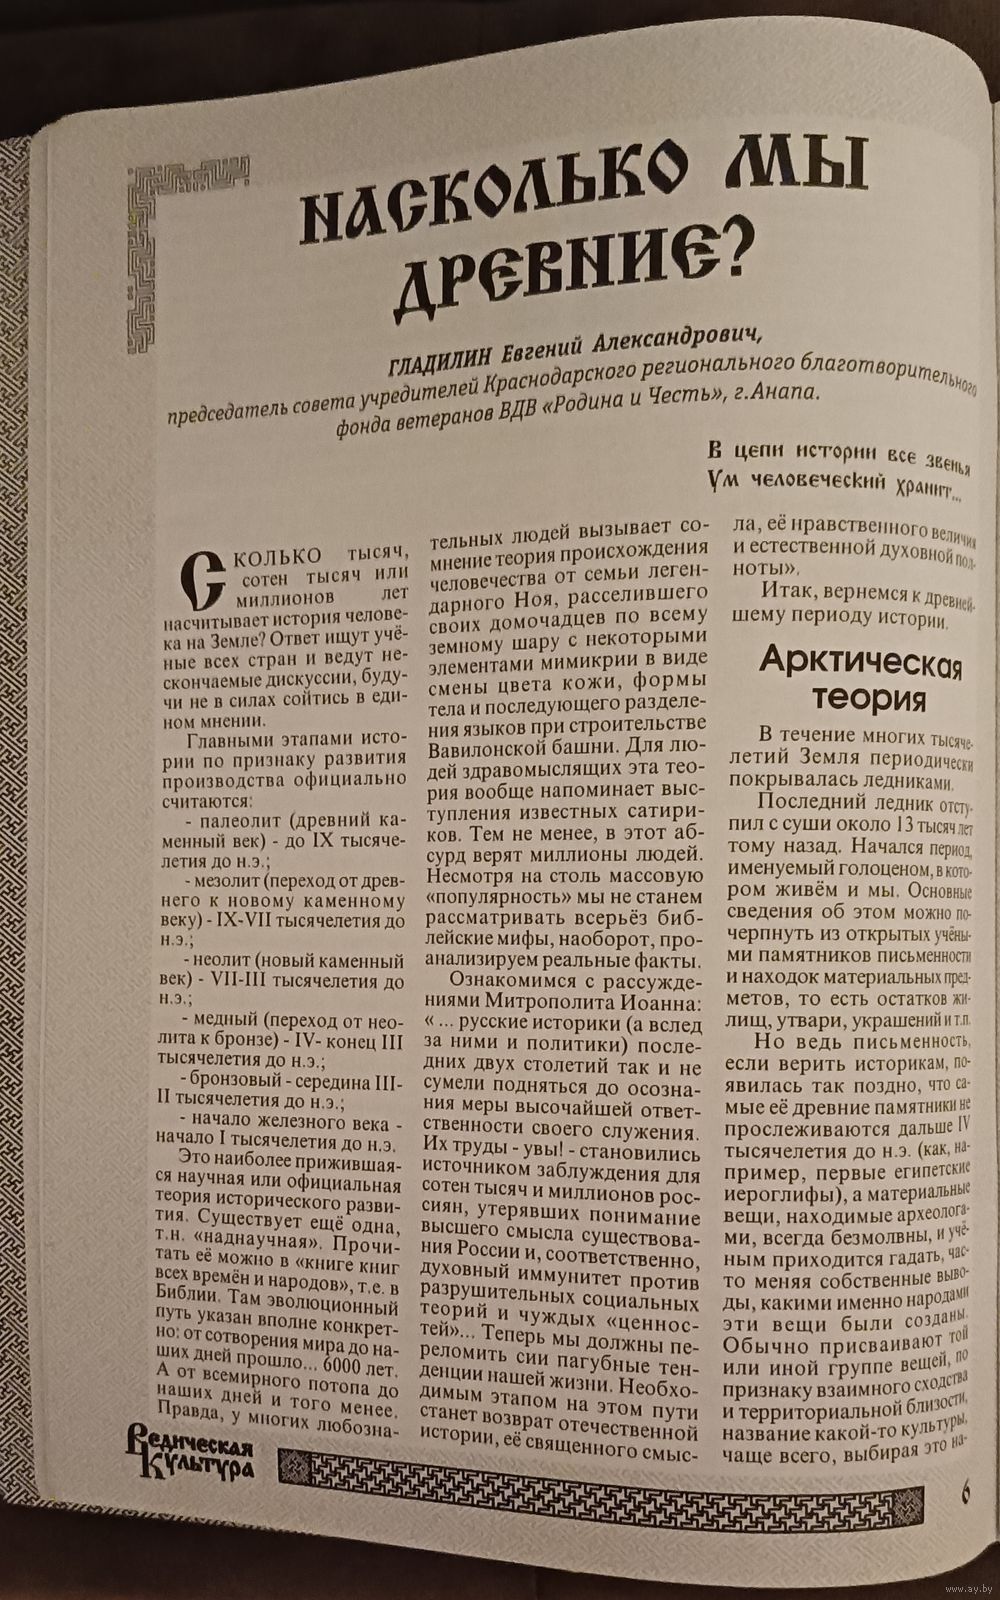 НАСКОЛЬКО МЫ
ДРЕВНИЕ?
ГЛАДИЛИН Евгений Александрович,
председатель совета учредителей Краснодарского регионального благотворительного
фонда ветеранов ВДВ «Родина и Честь», г.Анапа.
В цепи истории все звенья
Ум человеческий хранит...
СКОЛЬКО тысяч,
сотен тысяч или
миллионов лет
насчитывает история челове-
ка на Земле? Ответ ищут учё-
ные всех стран и ведут не-
скончаемые дискуссии, буду-
чи не в силах сойтись в еди-
ном мнении.
Главными этапами исто-
рии по признаку развития
производства официально
считаются:
- палеолит (древний ка-
менный век) - до IX тысяче-
летия до н.э.;
- мезолит (переход от древ-
него к новому каменному
веку) - IX-VII тысячелетия до
н.э.;
- неолит (новый каменный
век) - VII-III тысячелетия до
н.э.;
- медный (переход от нео-
лита к бронзе) - IV- конец III
тысячелетия до н.э.;
- бронзовый - середина III-
II тысячелетия до н.э.;
- начало железного века -
начало I тысячелетия до н.э.
Это наиболее прижившая-
ся научная или официальная
теория исторического разви-
тия. Существует ещё одна,
т.н. «наднаучная». Прочи-
тать её можно в «книге книг
всех времён и народов», т.е. в
Библии. Там эволюционный
путь указан вполне конкрет-
но: от сотворения мира до на-
ших дней прошло... 6000 лет.
А от всемирного потопа до
наших дней и того менее.
Правда, у многих любозна-
тельных людей вызывает со-
мнение теория происхождения
человечества от семьи леген-
дарного Ноя, расселившего
своих домочадцев по всему
земному шару с некоторыми
элементами мимикрии в виде
смены цвета кожи, формы
тела и последующего разделе-
ния языков при строительстве
Вавилонской башни. Для лю-
дей здравомыслящих эта тео-
рия вообще напоминает выс-
тупления известных сатири-
ков. Тем не менее, в этот аб-
сурд верят миллионы людей.
Несмотря на столь массовую
«популярность» мы не станем
рассматривать всерьёз биб-
лейские мифы, наоборот, про-
анализируем реальные факты.
Ознакомимся с рассужде-
ниями Митрополита Иоанна:
« ... русские историки (а вслед
за ними и политики) после-
дних двух столетий так и не
сумели подняться до осозна-
ния меры высочайшей ответ-
ственности своего служения.
Их труды - увы! - становились
источником заблуждения для
сотен тысяч и миллионов рос-
сиян, утерявших понимание
высшего смысла существова-
ния России и, соответственно,
духовный иммунитет против
разрушительных социальных
теорий и чуждых «ценнос-
тей»... Теперь мы должны пе-
реломить сии пагубные тен-
денции нашей жизни. Необхо-
димым этапом на этом пути
станет возврат отечественной
истории, её священного смыс-
ла, её нравственного величия
и естественной духовной пол-
ноты».
Итак, вернемся к древней-
шему периоду истории.
Арктическая
теория
В течение многих тысяче-
летий Земля периодически
покрывалась ледниками.
Последний ледник отсту-
пил с суши около 13 тысяч лет
тому назад. Начался период,
именуемый голоценом, в кото-
ром живём и мы. Основные
сведения об этом можно по-
черпнуть из открытых учёны-
ми памятников письменности
и находок материальных пред-
метов, то есть остатков жи-
лищ, утвари, украшений и т.п.
Но ведь письменность,
если верить историкам, по-
явилась так поздно, что са-
мые её древние памятники не
прослеживаются дальше IV
тысячелетия до н.э. (как, на-
пример, первые египетские
иероглифы), а материальные
вещи, находимые археолога-
ми, всегда безмолвны, и учё-
ным приходится гадать, час-
то меняя собственные выво-
ды, какими именно народами
эти вещи были созданы.
Обычно присваивают той
или иной группе вещей, по
признаку взаимного сходства
и территориальной близости,
название какой-то культуры,
чаще всего, выбирая это на-
Ведическая
Культура
6
www.ay.by